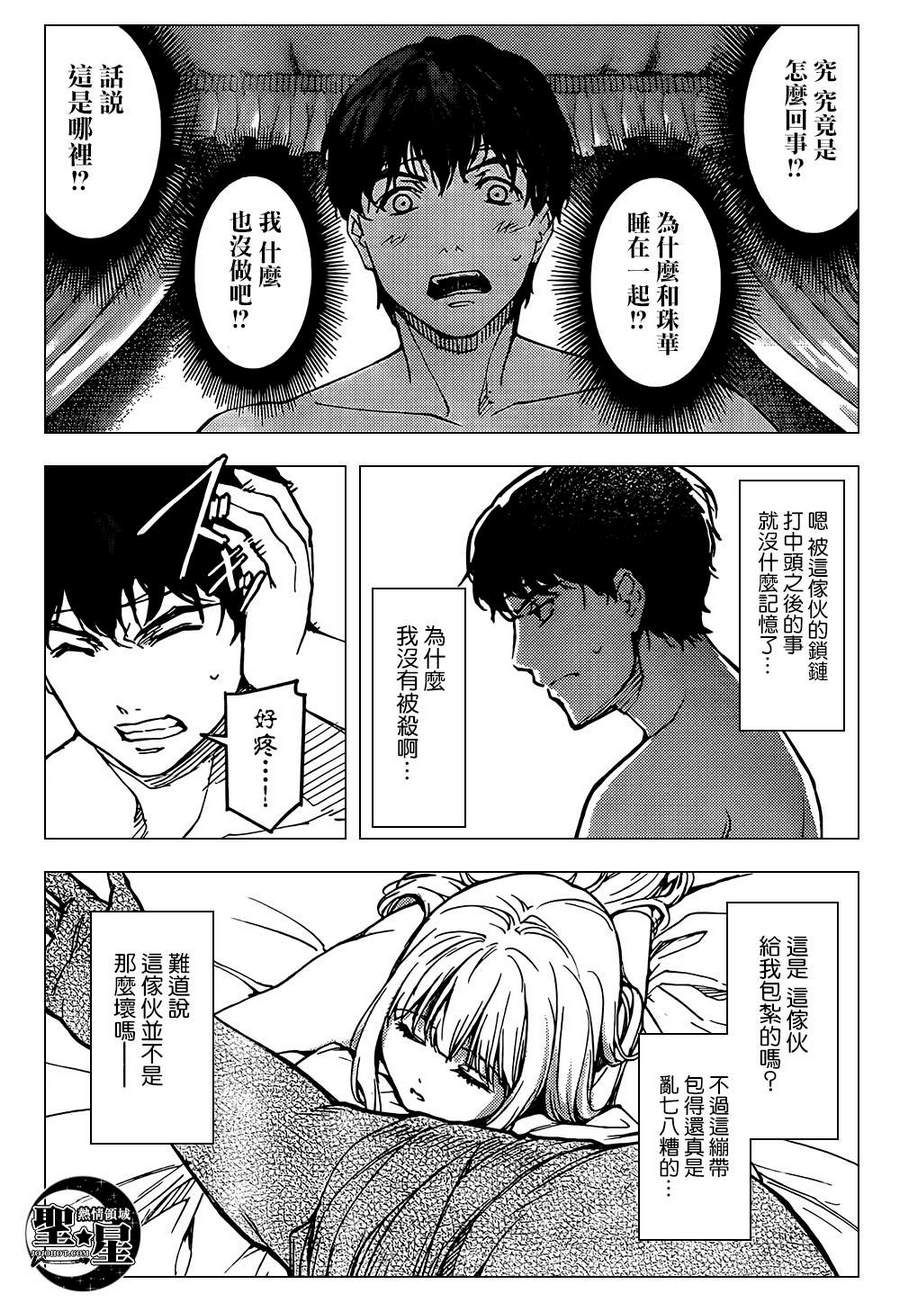 究 究竟是
怎麼回事!?
為什麼和珠華
睡在一起!?
我 什麼
也沒做吧!?
話説
這是哪裡!?
嗯 被這傢伙的鎖鏈
打中頭之後的事
就沒什麼記憶了…
為什麼
我沒有被殺啊…
好疼…!
這是 這傢伙
給我包紮的嗎?
不過這繃帶
包得還真是
亂七八糟的…
難道說
這傢伙並不是
那麼壞嗎——
熱情領域
聖★星